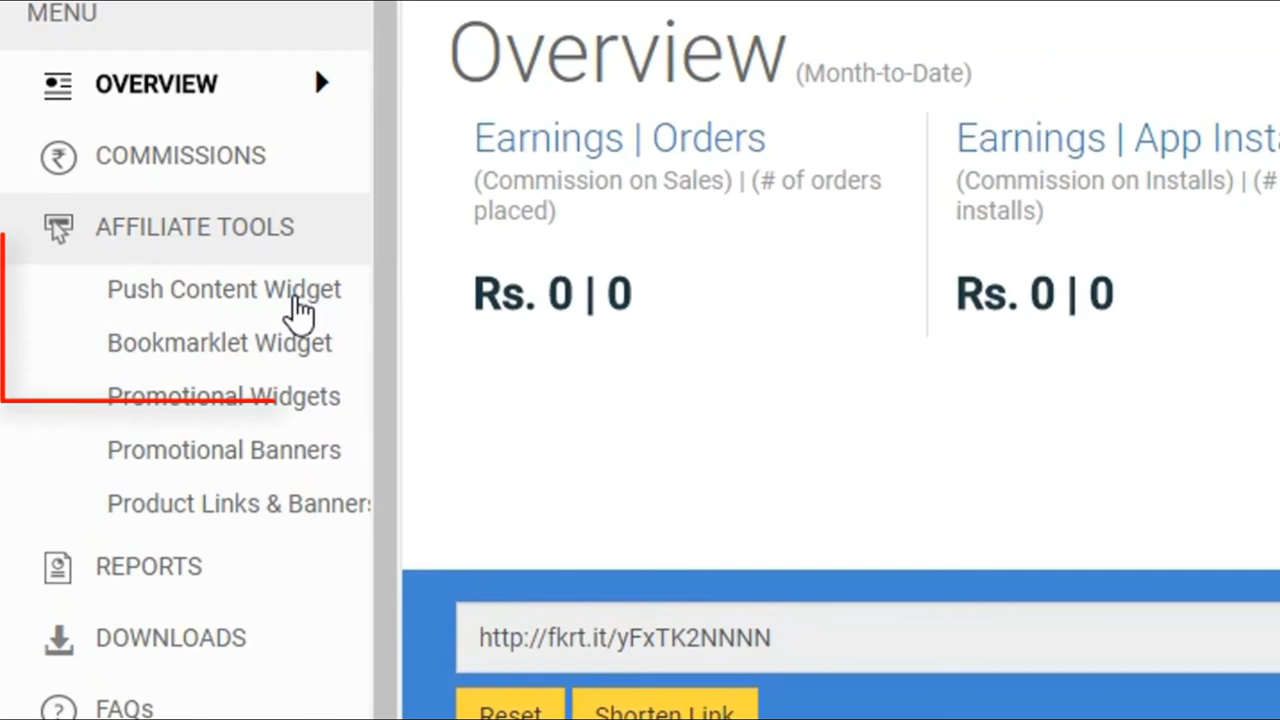 MENU
OVERVIEW
COMMISSIONS
AFFILIATE TOOLS
Push Content Widget
Bookmarklet Widget
Promotional Widgets
Promotional Banners
Product Links & Banners
REPORTS
DOWNLOADS
FAQs
Overview (Month-to-Date)
Earnings | Orders
(Commission on Sales) | (# of orders
placed)
Rs. 0 | 0
Earnings | App Insta
(Commission on Installs) | (#
installs)
Rs. 0 | 0
http://fkrt.it/yFxTK2NNNN
Reset
Shorten Link